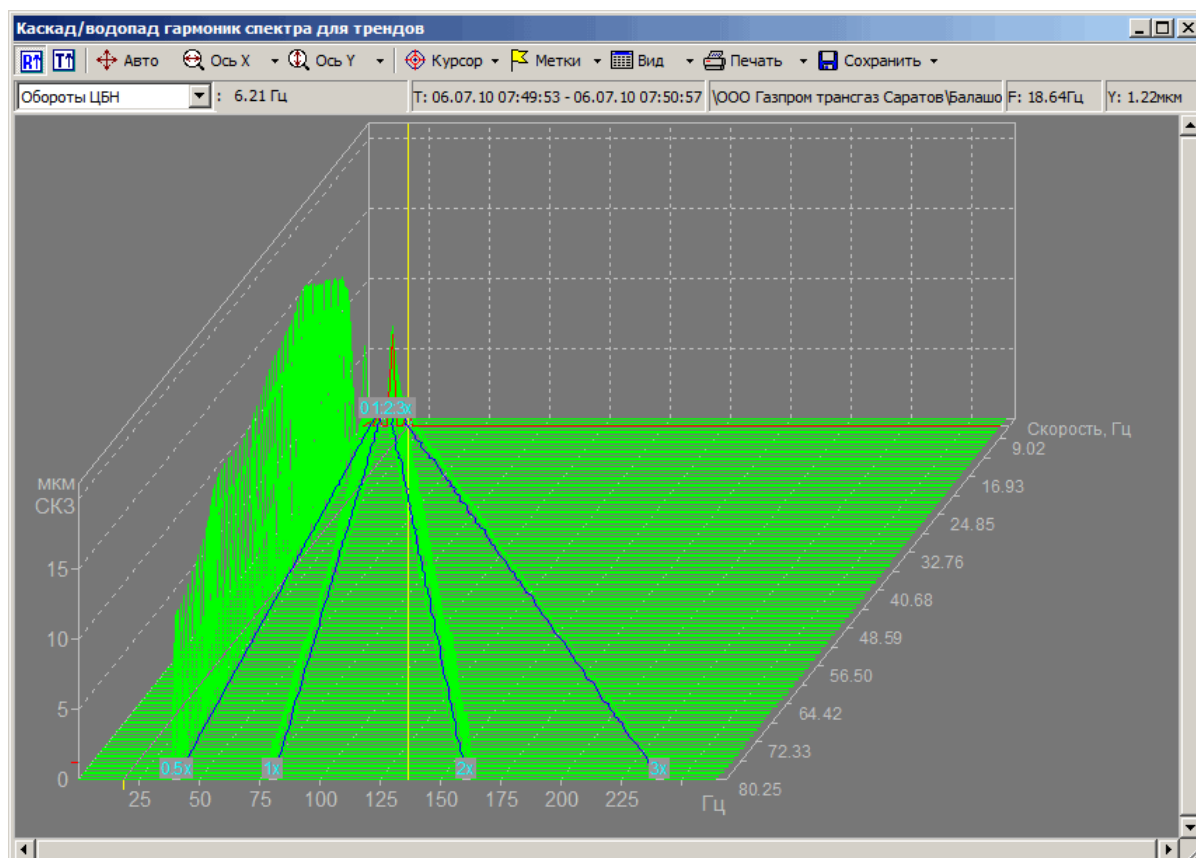 Каскад/водопад гармоник спектра для трендов
R↑ T↑ Авто Ось X Ось Y Курсор Метки Вид Печать Сохранить
Обороты ЦБН : 6.21 Гц T: 06.07.10 07:49:53 - 06.07.10 07:50:57 \ООО Газпром трансгаз Саратов\Балашо F: 18.64Гц Y: 1.22мкм
0 1 2 3x
Скорость, Гц
9.02
16.93
мкм
СКЗ
24.85
32.76
15
40.68
10
48.59
56.50
5
64.42
72.33
0
0.5x 1x 2x 3x
80.25
25 50 75 100 125 150 175 200 225 Гц